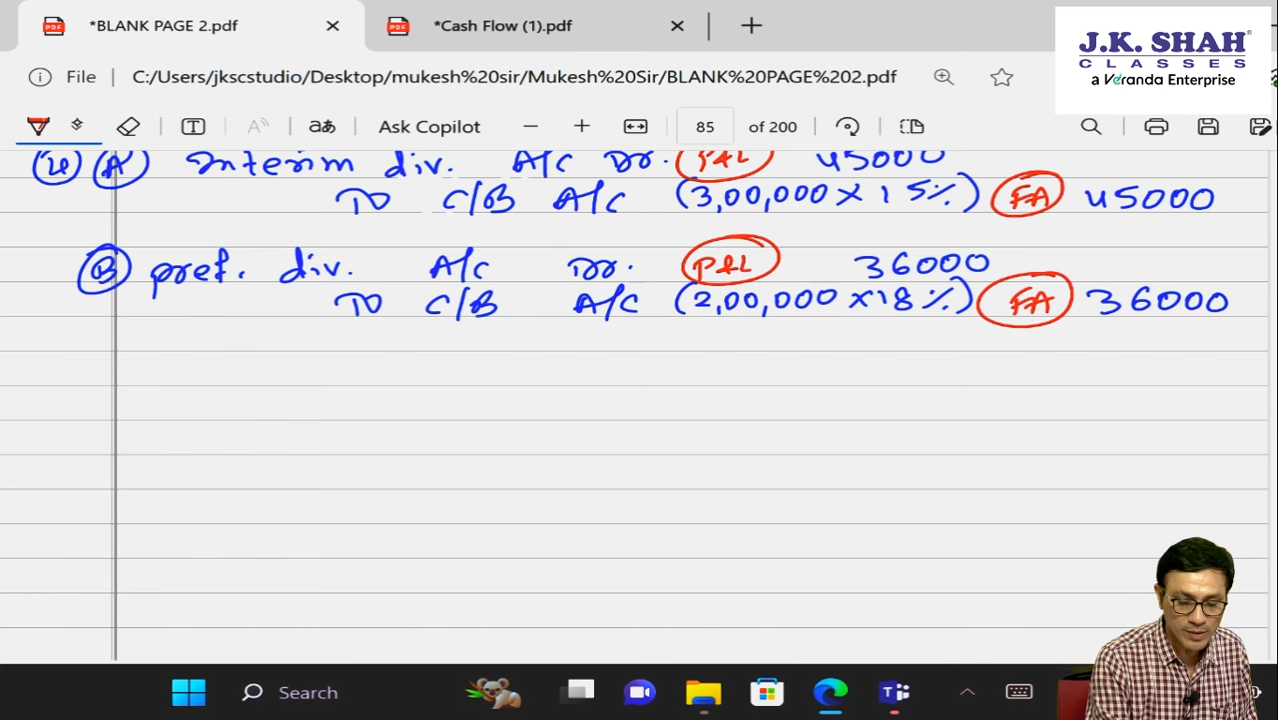 *BLANK PAGE 2.pdf
*Cash Flow (1).pdf
J.K. SHAH®
CLASSES
a Veranda Enterprise
File C:/Users/jkscstudio/Desktop/mukesh%20sir/Mukesh%20Sir/BLANK%20PAGE%202.pdf
Ask Copilot 85 of 200
(4) (A) Interim div. A/C Dr. P&L 45000
To C/B A/C (3,00,000 X 15%) FA 45000
(B) pref. div. A/C Dr. P&L 36000
To C/B A/C (2,00,000 X 18%) FA 36000
Search